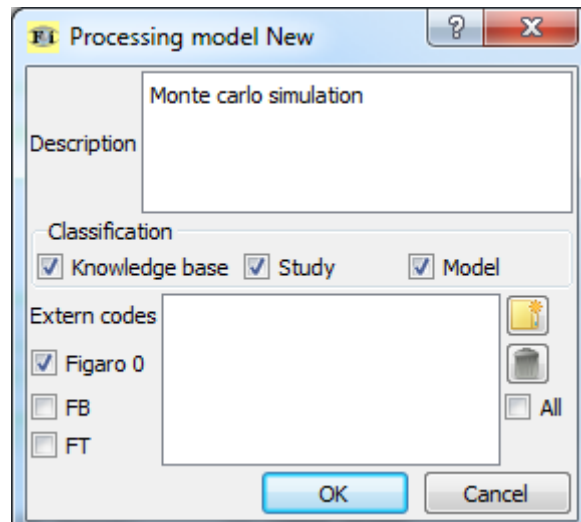 Fi Processing model New
Monte carlo simulation
Description
Classification
Knowledge base Study Model
Extern codes
Figaro 0
FB All
FT
OK Cancel